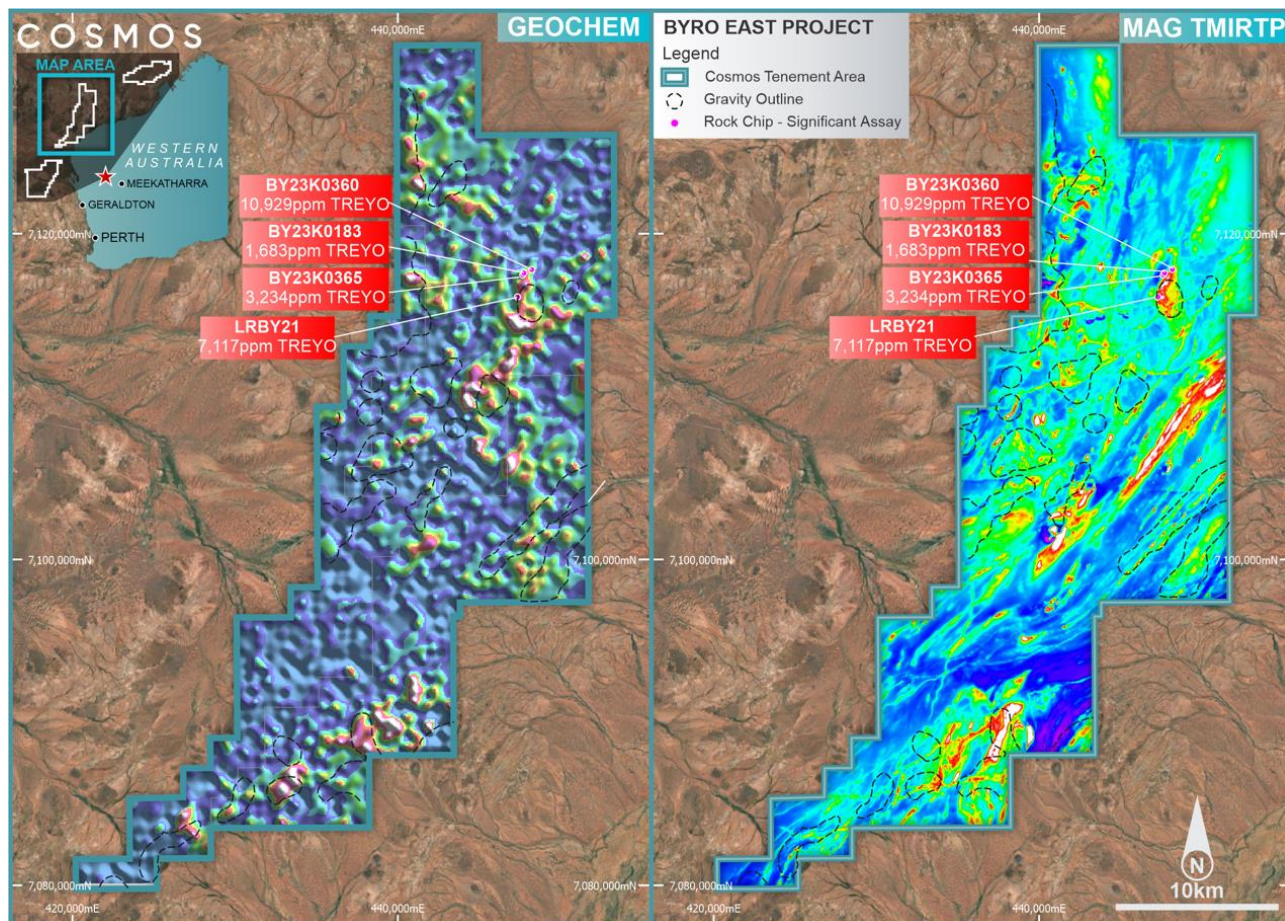 COSMOS
MAP AREA
WESTERN
AUSTRALIA
MEEKATHARRA
GERALDTON
PERTH
440,000mE
GEOCHEM
7,120,000mN
BY23K0360
10,929ppm TREYO
BY23K0183
1,683ppm TREYO
BY23K0365
3,234ppm TREYO
LRBY21
7,117ppm TREYO
7,100,000mN
7,100,000mN
7,080,000mN
7,080,000mN
420,000mE
440,000mE
BYRO EAST PROJECT
Legend
Cosmos Tenement Area
Gravity Outline
Rock Chip - Significant Assay
440,000mE
MAG TMIRTP
7,120,000mN
BY23K0360
10,929ppm TREYO
BY23K0183
1,683ppm TREYO
BY23K0365
3,234ppm TREYO
LRBY21
7,117ppm TREYO
7,100,000mN
N
10km
420,000mE
440,000mE